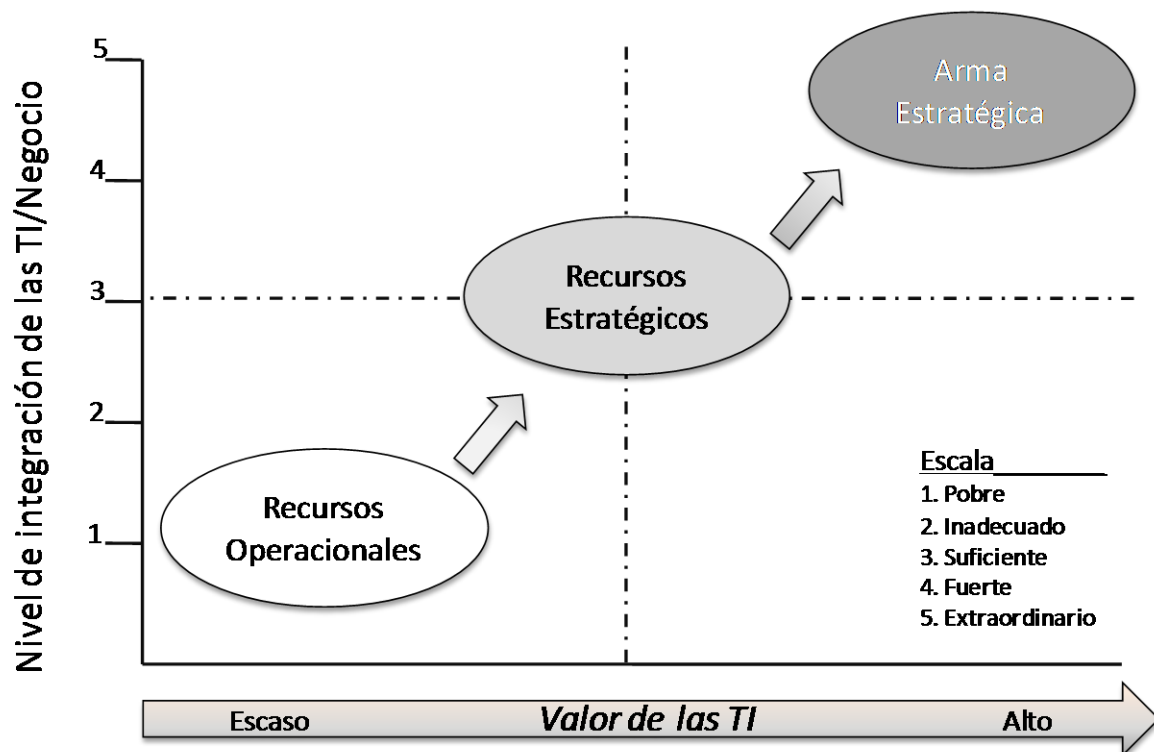 Nivel de integración de las TI/Negocio
5
4
3
2
1
Arma
Estratégica
Recursos
Estratégicos
Recursos
Operacionales
Escala
1. Pobre
2. Inadecuado
3. Suficiente
4. Fuerte
5. Extraordinario
Escaso Valor de las TI Alto